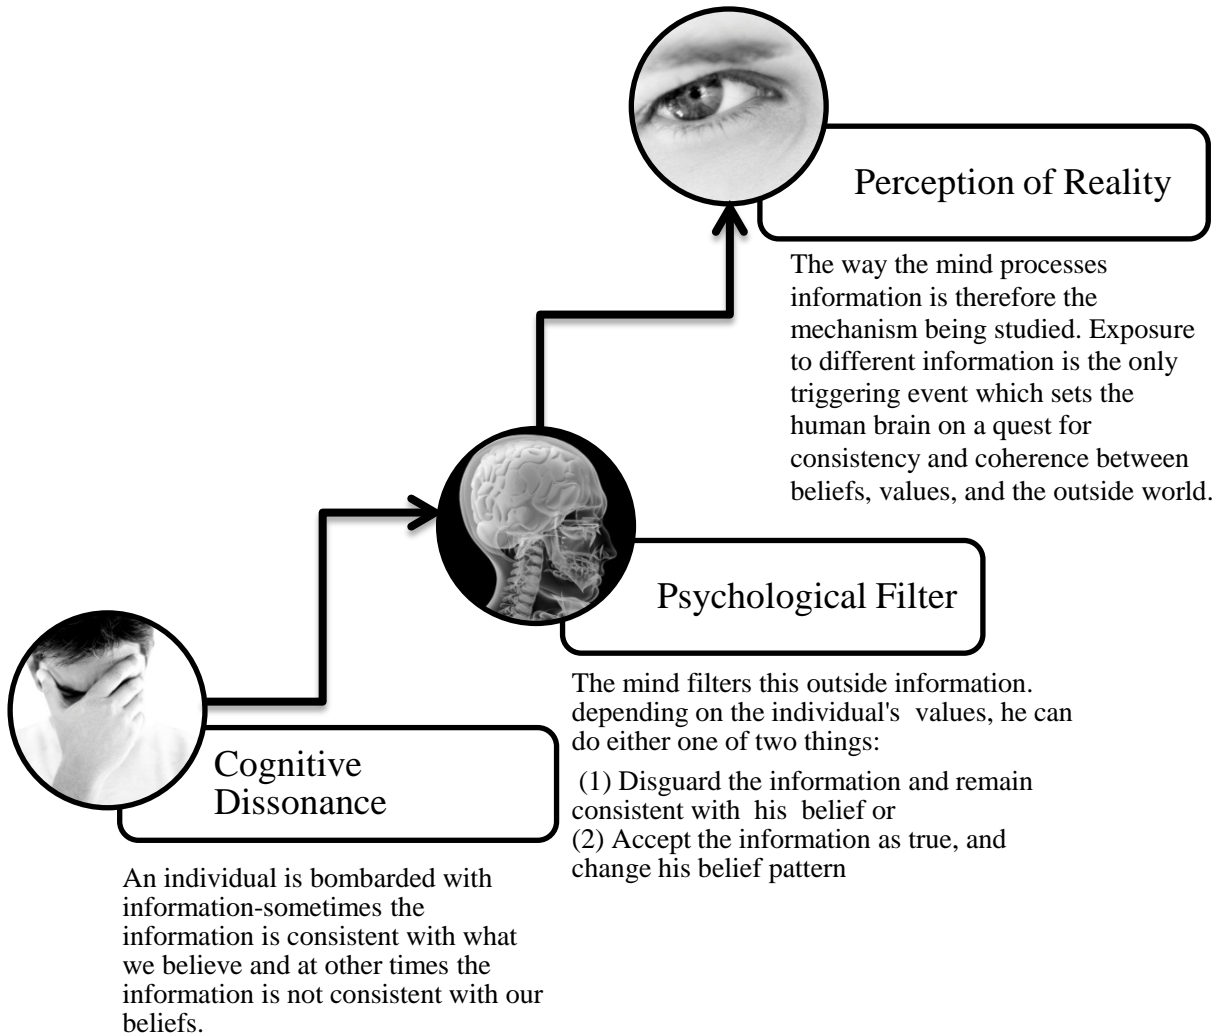 Perception of Reality
The way the mind processes
information is therefore the
mechanism being studied. Exposure
to different information is the only
triggering event which sets the
human brain on a quest for
consistency and coherence between
beliefs, values, and the outside world.
Psychological Filter
The mind filters this outside information.
depending on the individual's  values, he can
do either one of two things:
(1) Disguard the information and remain
consistent with  his  belief or
(2) Accept the information as true, and
change his belief pattern
Cognitive
Dissonance
An individual is bombarded with
information-sometimes the
information is consistent with what
we believe and at other times the
information is not consistent with our
beliefs.